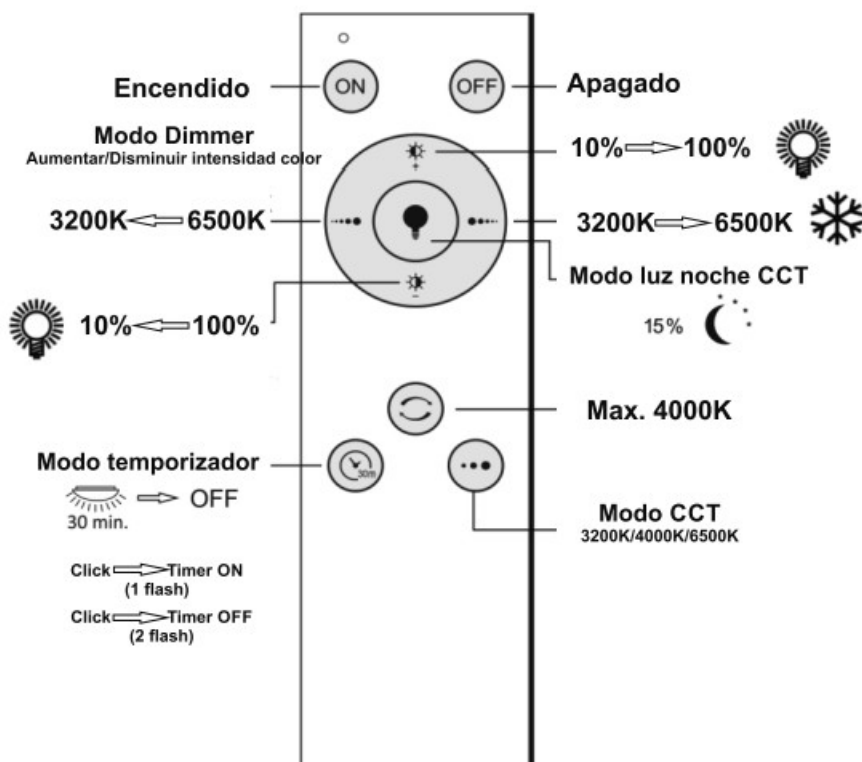 Encendido
ON
OFF
Apagado
Modo Dimmer
Aumentar/Disminuir intensidad color
+
10% 100%
3200K 6500K
3200K 6500K
Modo luz noche CCT
15%
–
10% 100%
Max. 4000K
Modo temporizador
30m
30 min.
OFF
Modo CCT
3200K/4000K/6500K
Click Timer ON
(1 flash)
Click Timer OFF
(2 flash)